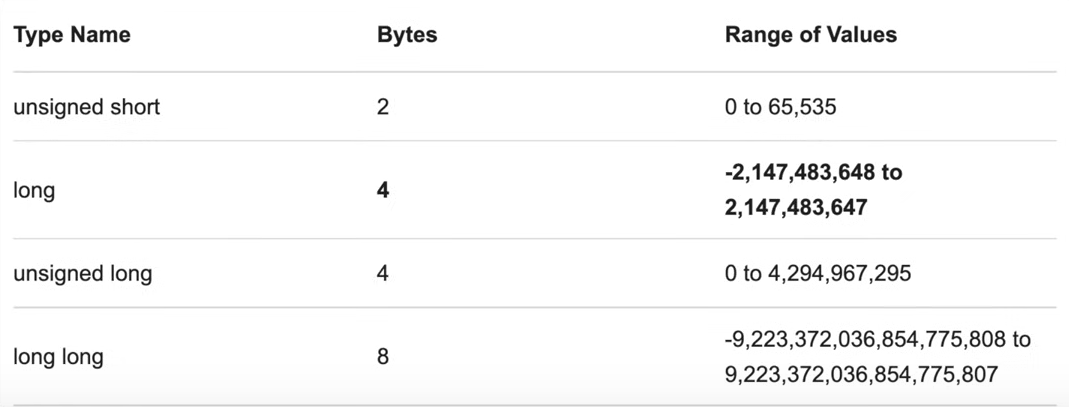 Type Name Bytes Range of Values
unsigned short 2 0 to 65,535
long 4 -2,147,483,648 to
2,147,483,647
unsigned long 4 0 to 4,294,967,295
long long 8 -9,223,372,036,854,775,808 to
9,223,372,036,854,775,807